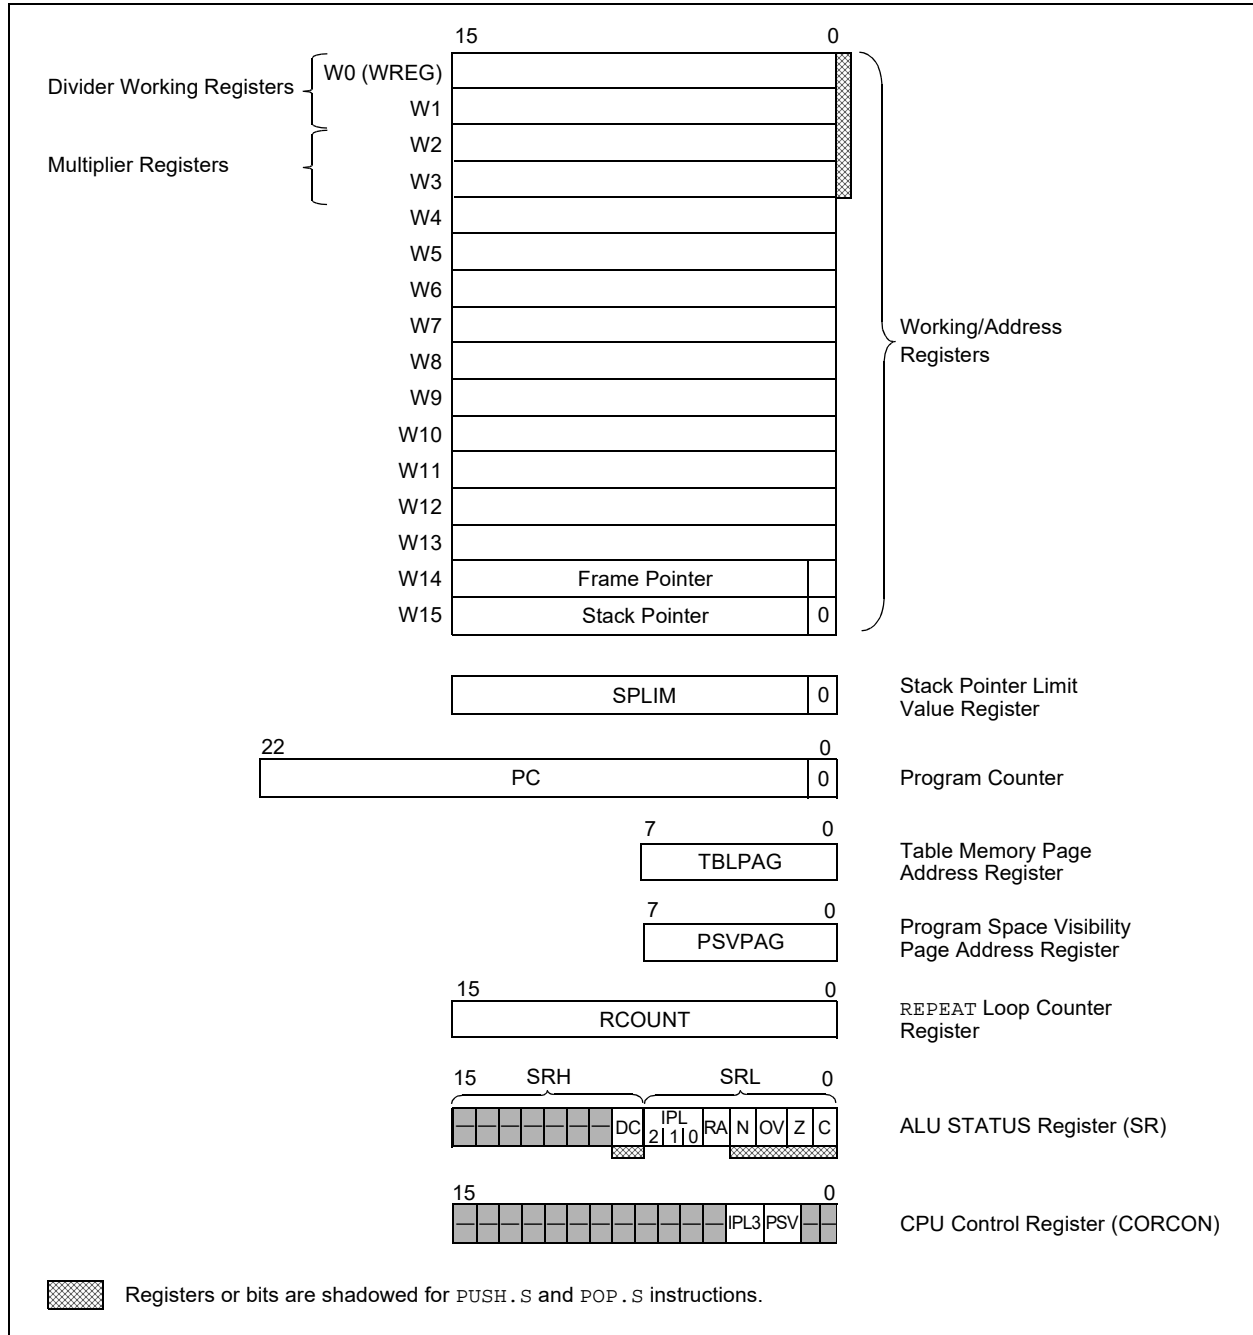 15 0
Divider Working Registers
W0 (WREG)
W1
Multiplier Registers
W2
W3
W4
W5
W6
W7
W8
W9
W10
W11
W12
W13
W14 Frame Pointer
W15 Stack Pointer 0
Working/Address
Registers
SPLIM 0
Stack Pointer Limit
Value Register
22 0
PC 0 Program Counter
7 0
TBLPAG
Table Memory Page
Address Register
7 0
PSVPAG
Program Space Visibility
Page Address Register
15 0
RCOUNT
REPEAT Loop Counter
Register
15 SRH SRL 0
— — — — — — — DC IPL 2 1 0 RA N OV Z C ALU STATUS Register (SR)
15 0
— — — — — — — — — — — — IPL3 PSV — — CPU Control Register (CORCON)
Registers or bits are shadowed for PUSH.S and POP.S instructions.